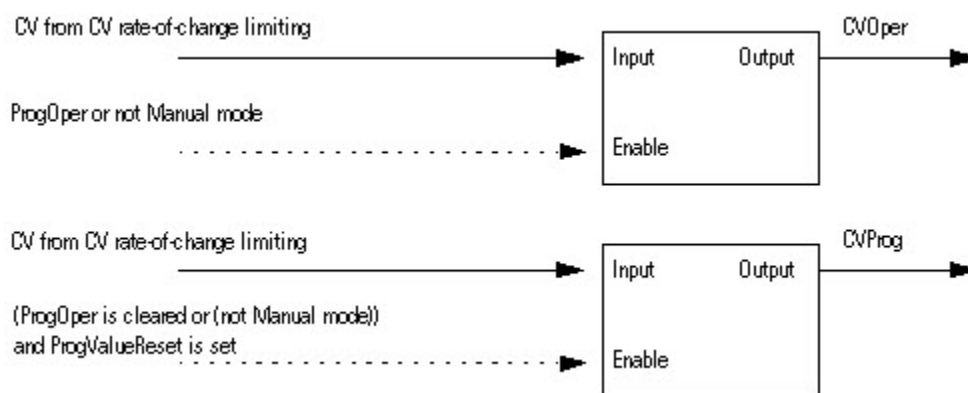 CV from CV rate-of-change limiting
CVOper
Input
Output
ProgOper or not Manual mode
Enable
CV from CV rate-of-change limiting
CVProg
Input
Output
(ProgOper is cleared or (not Manual mode))
and ProgValueReset is set
Enable